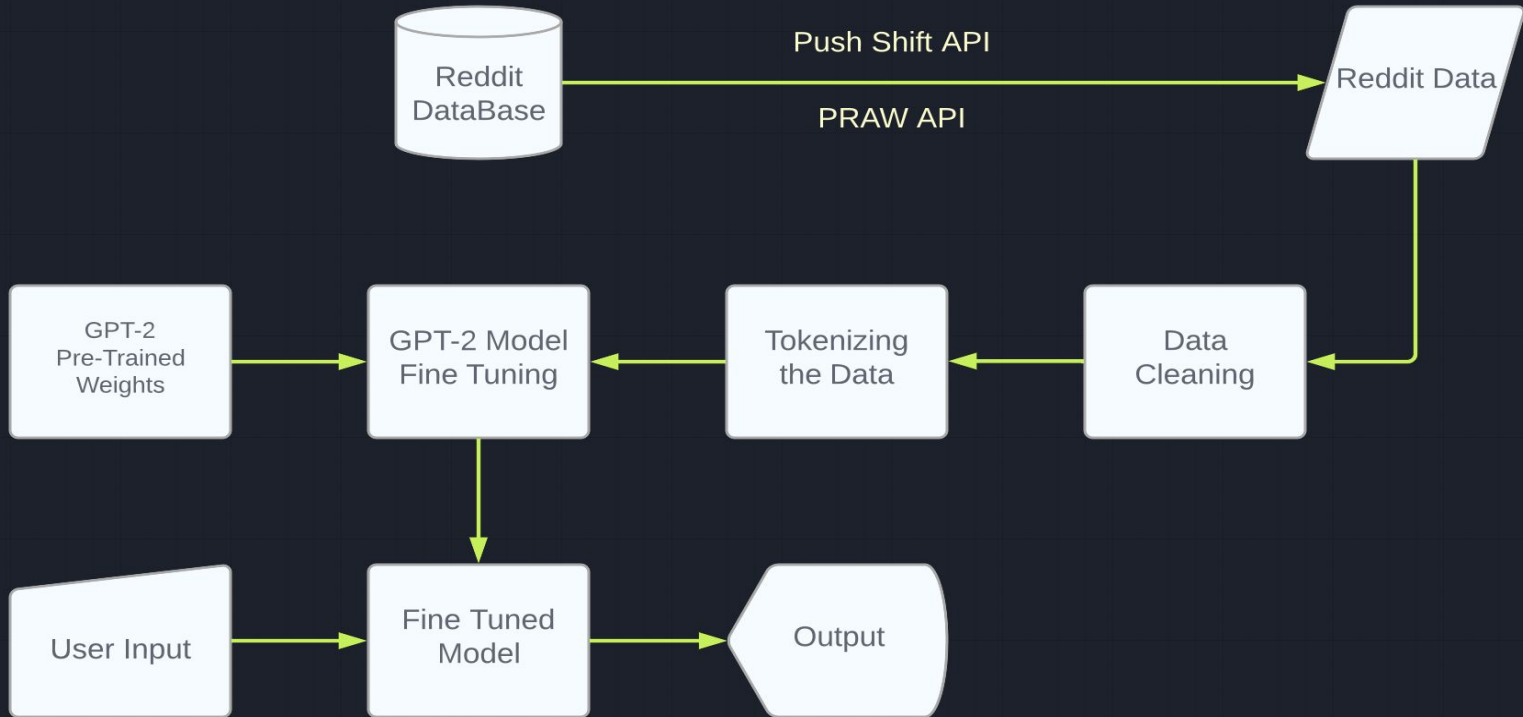 Reddit
DataBase
Push Shift API
PRAW API
Reddit Data
GPT-2
Pre-Trained
Weights
GPT-2 Model
Fine Tuning
Tokenizing
the Data
Data
Cleaning
User Input
Fine Tuned
Model
Output